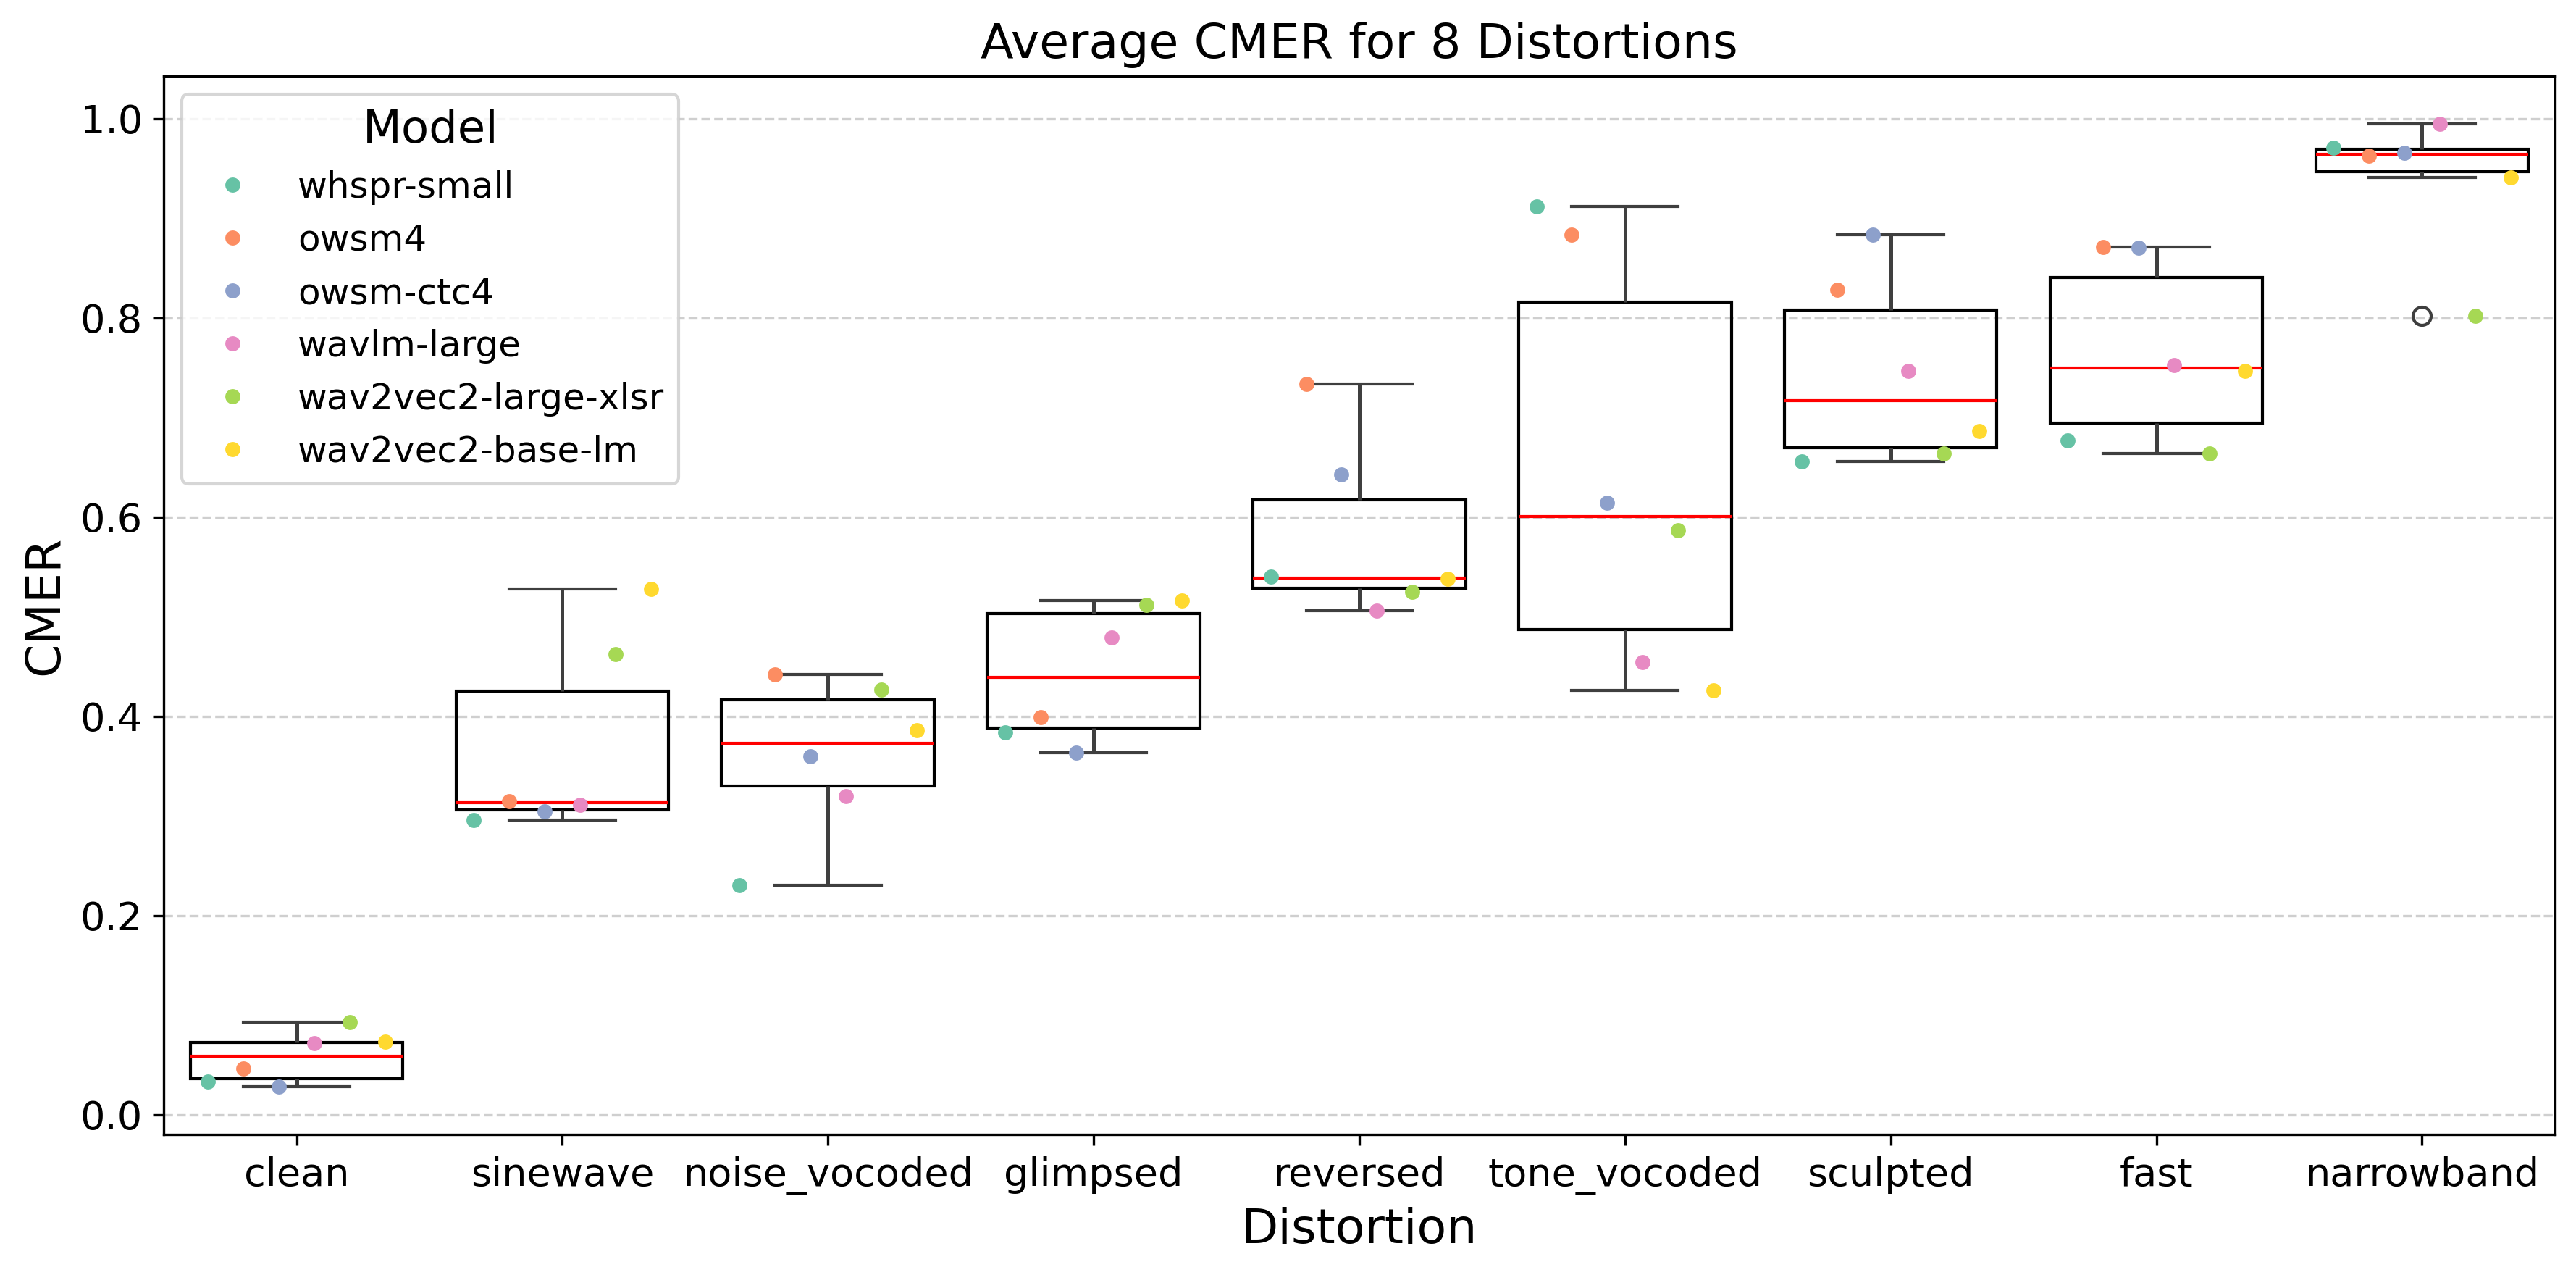 Average CMER for 8 Distortions
1.0
0.8
0.6
0.4
0.2
0.0
CMER
Model
whspr-small
owsm4
owsm-ctc4
wavlm-large
wav2vec2-large-xlsr
wav2vec2-base-lm
clean sinewave noise_vocoded glimpsed reversed tone_vocoded sculpted fast narrowband
Distortion